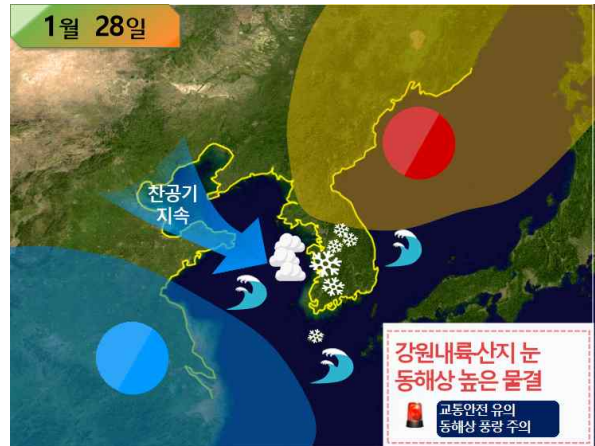 1월 28일
찬공기
지속
강원내륙·산지 눈
동해상 높은 물결
교통안전 유의
동해상 풍랑 주의